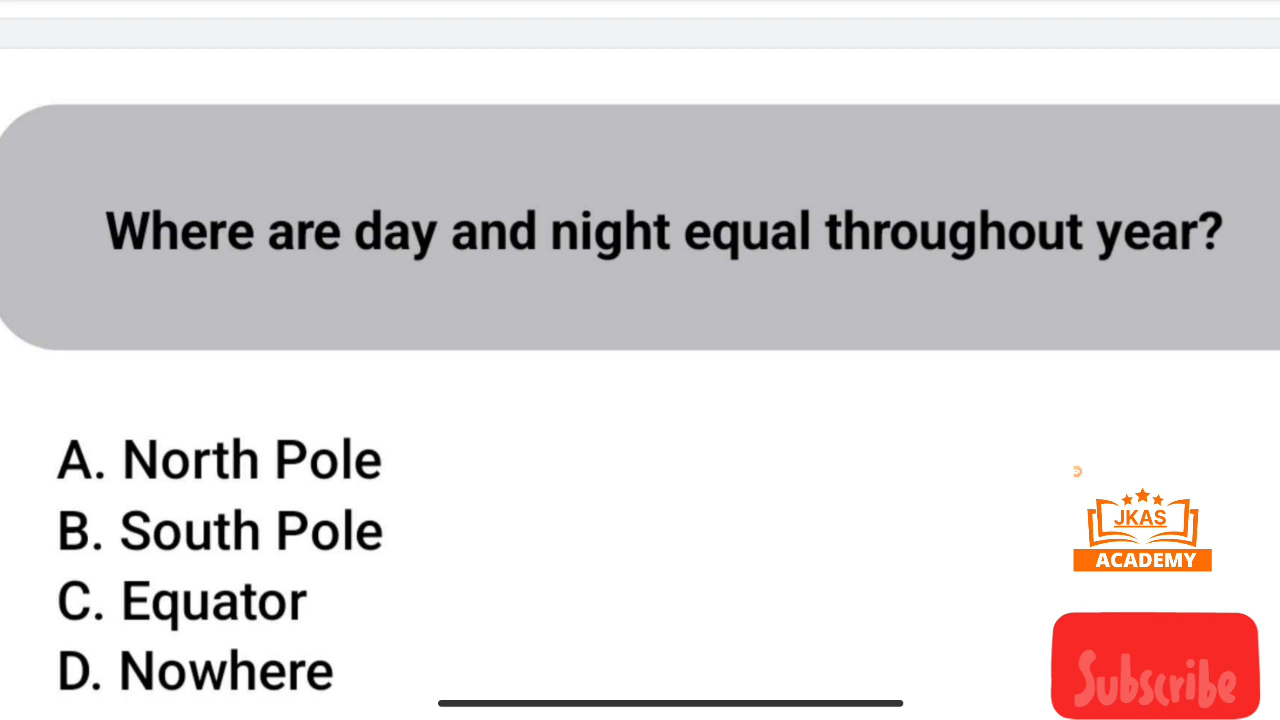 Where are day and night equal throughout year?
A. North Pole
B. South Pole
C. Equator
D. Nowhere
JKAS
ACADEMY
Subscribe